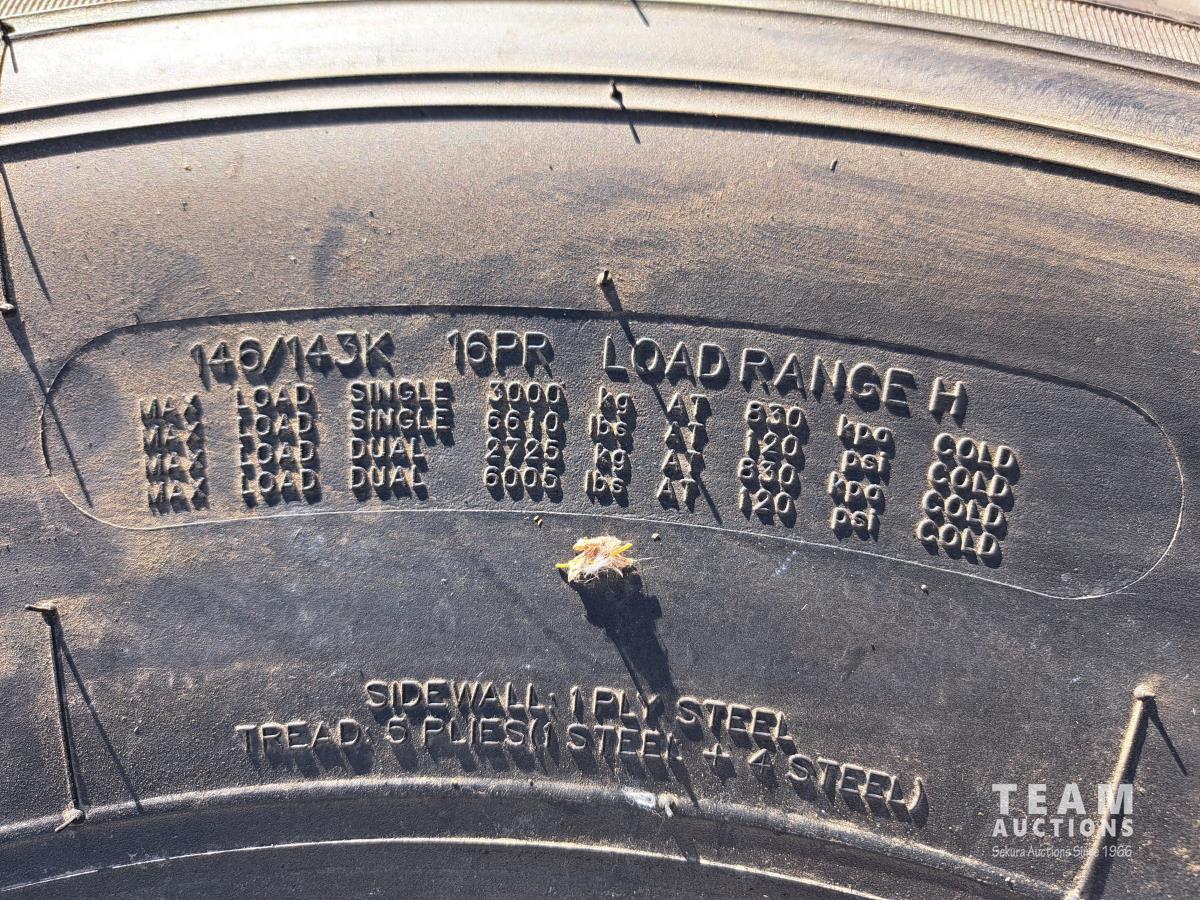 146/143K 16PR LOAD RANGE H
MAX LOAD SINGLE 3000 kg AT 830 kpa COLD
MAX LOAD SINGLE 6610 lbs AT 120 psi COLD
MAX LOAD DUAL 2725 kg AT 830 kpa COLD
MAX LOAD DUAL 6005 lbs AT 120 psi COLD
SIDEWALL: 1 PLY STEEL
TREAD: 5 PLIES(1 STEEL + 4 STEEL)
TEAM
AUCTIONS
Sekura Auctions Since 1966